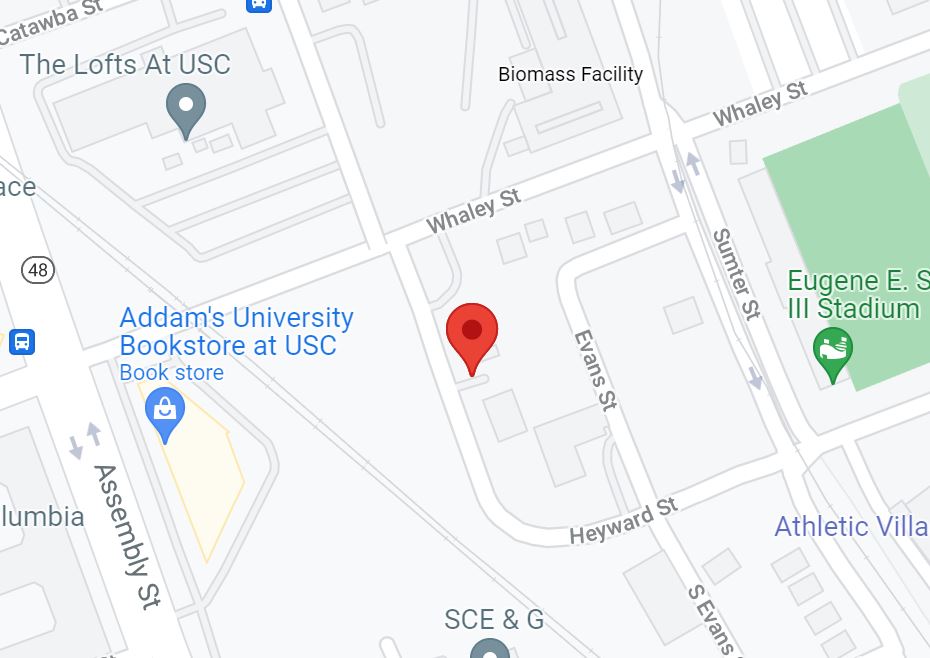 Catawba St
The Lofts At USC
Biomass Facility
Whaley St
ace
Whaley St
48
Sumter St
Eugene E. S
III Stadium
Addam's University
Bookstore at USC
Book store
Evans St
Assembly St
lumbia
Heyward St
Athletic Villa
S Evans
SCE & G